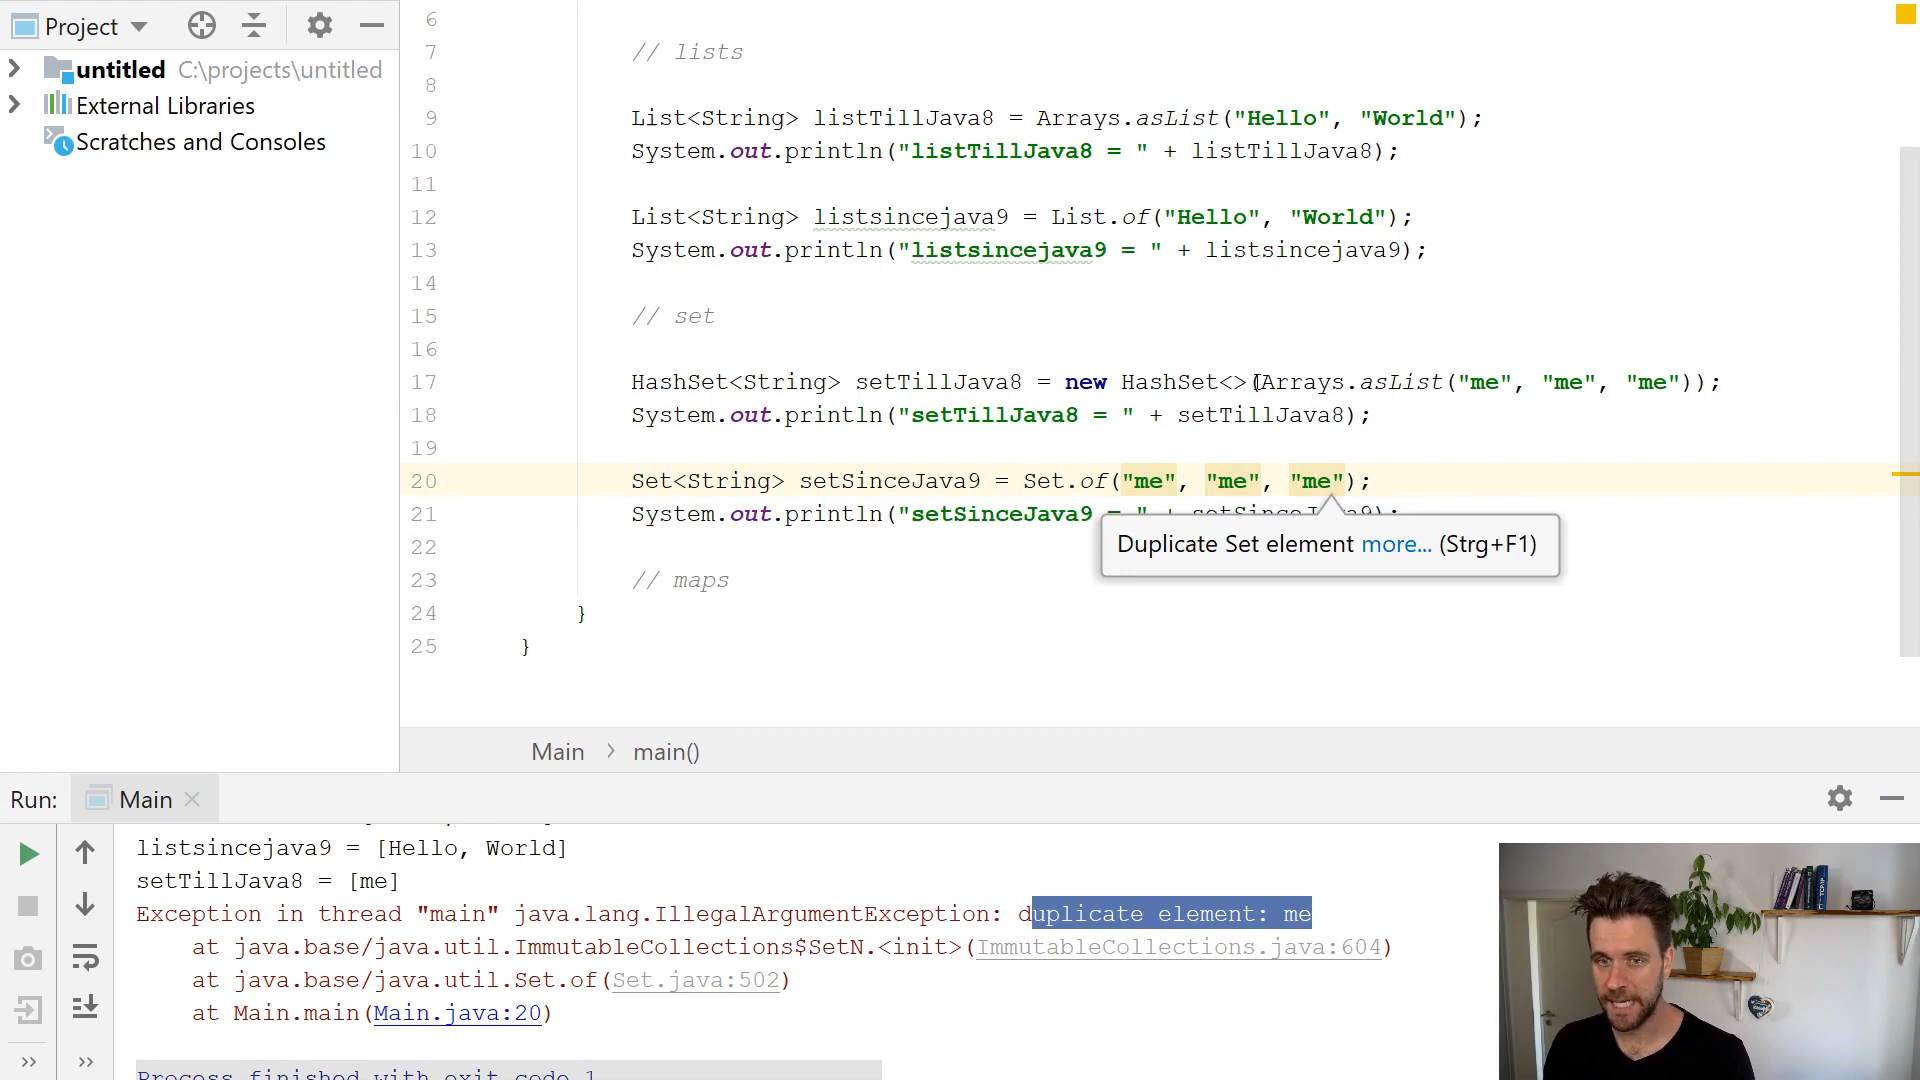 Project
untitled C:\projects\untitled
External Libraries
Scratches and Consoles
6
7 // lists
8
9 List<String> listTillJava8 = Arrays.asList("Hello", "World");
10 System.out.println("listTillJava8 = " + listTillJava8);
11
12 List<String> listsincejava9 = List.of("Hello", "World");
13 System.out.println("listsincejava9 = " + listsincejava9);
14
15 // set
16
17 HashSet<String> setTillJava8 = new HashSet<>(Arrays.asList("me", "me", "me"));
18 System.out.println("setTillJava8 = " + setTillJava8);
19
20 Set<String> setSinceJava9 = Set.of("me", "me", "me");
21 System.out.println("setSinceJava9 = " + setSinceJava9);
Duplicate Set element more... (Strg+F1)
22
23 // maps
24 }
25 }
Main > main()
Run: Main
listsincejava9 = [Hello, World]
setTillJava8 = [me]
Exception in thread "main" java.lang.IllegalArgumentException: duplicate element: me
at java.base/java.util.ImmutableCollections$SetN.<init>(ImmutableCollections.java:604)
at java.base/java.util.Set.of(Set.java:502)
at Main.main(Main.java:20)
Process finished with exit code 1